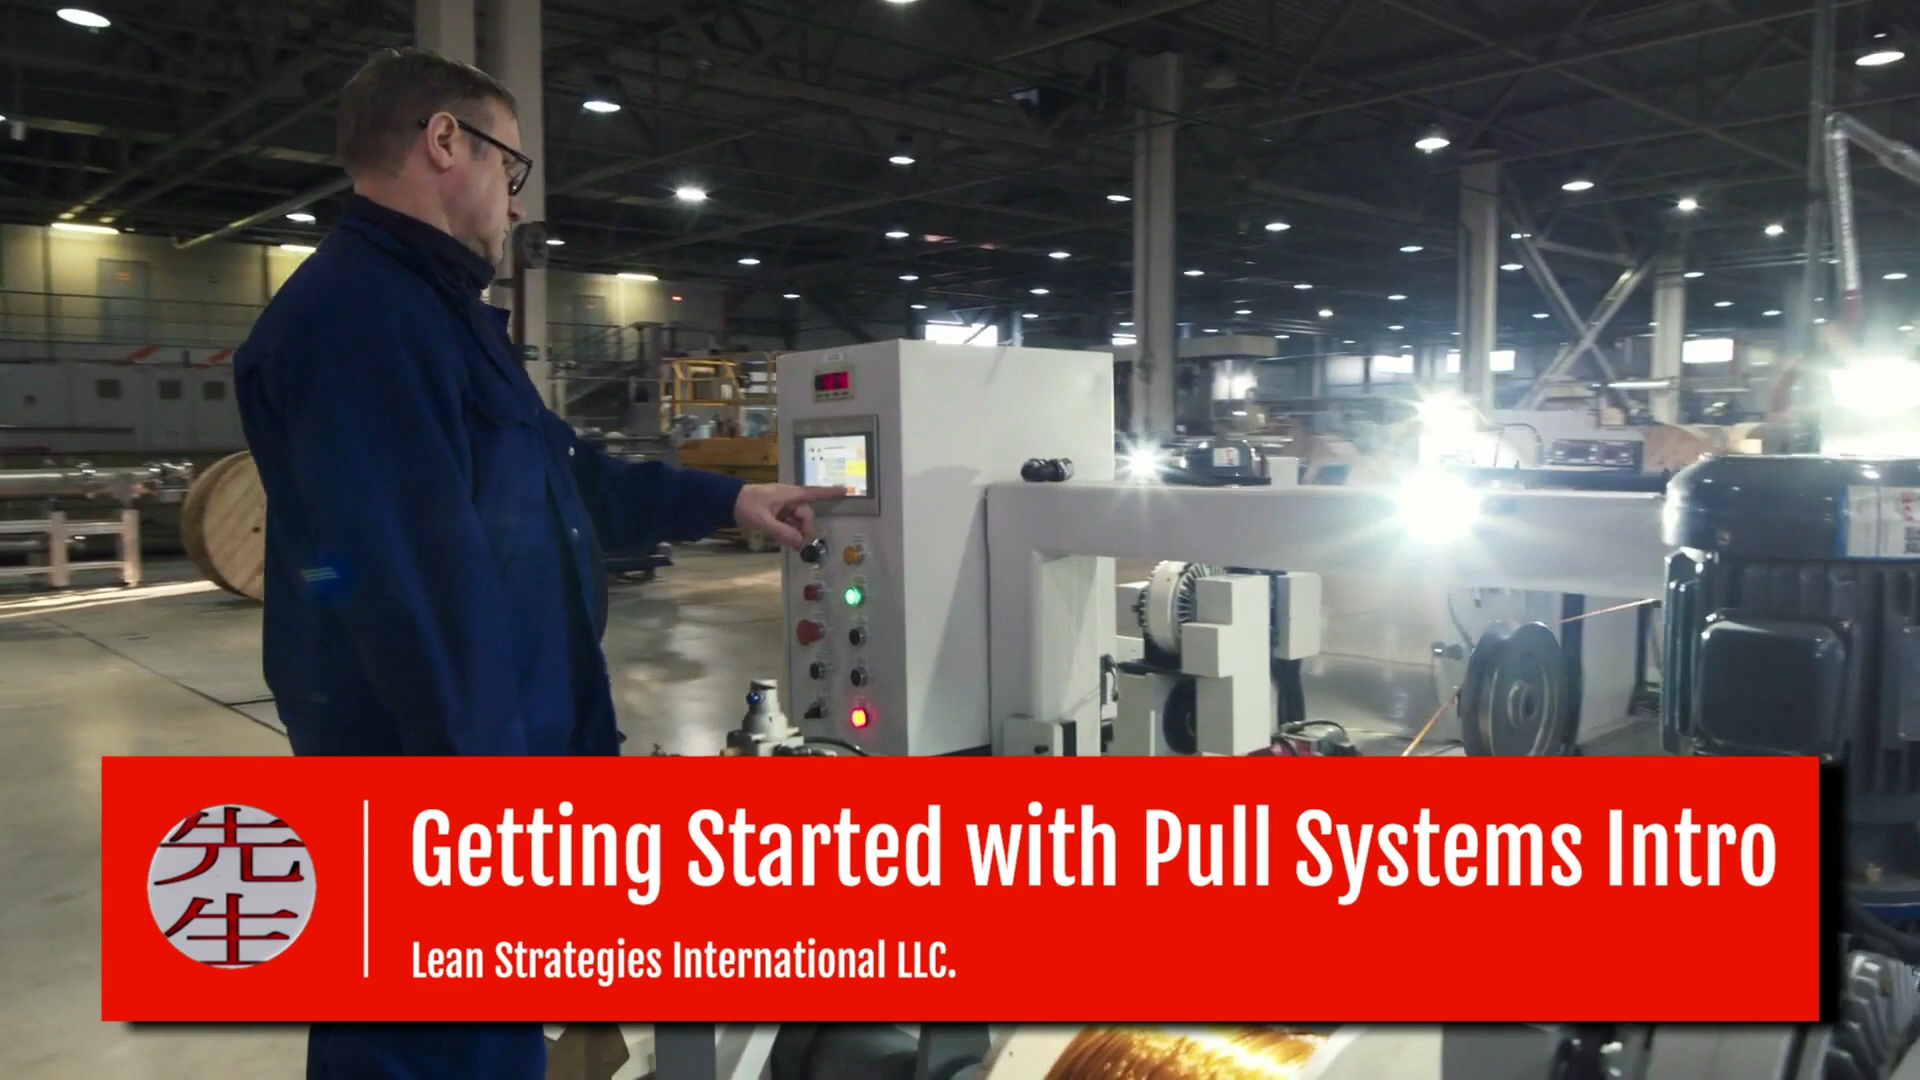 先
生
Getting Started with Pull Systems Intro
Lean Strategies International LLC.